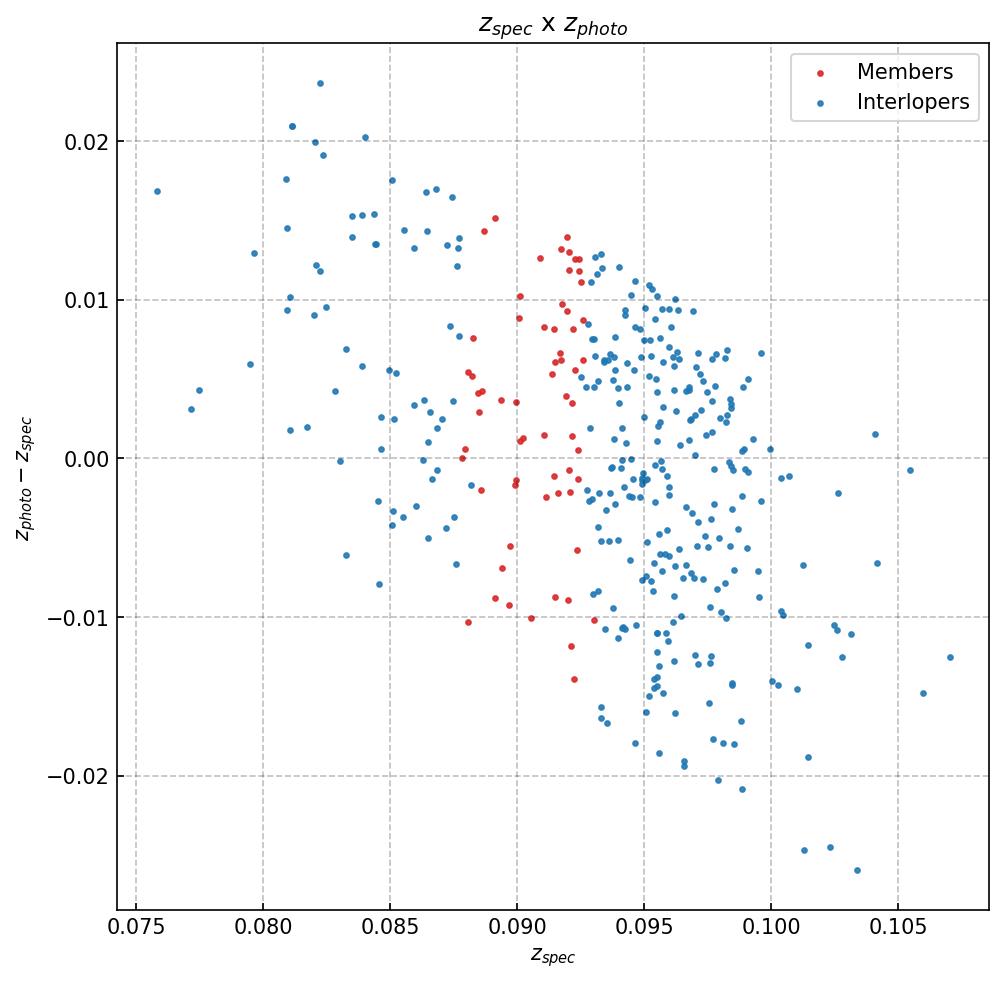 z_spec x z_photo
Members
Interlopers
0.02
0.01
0.00
−0.01
−0.02
z_photo − z_spec
0.075 0.080 0.085 0.090 0.095 0.100 0.105
z_spec